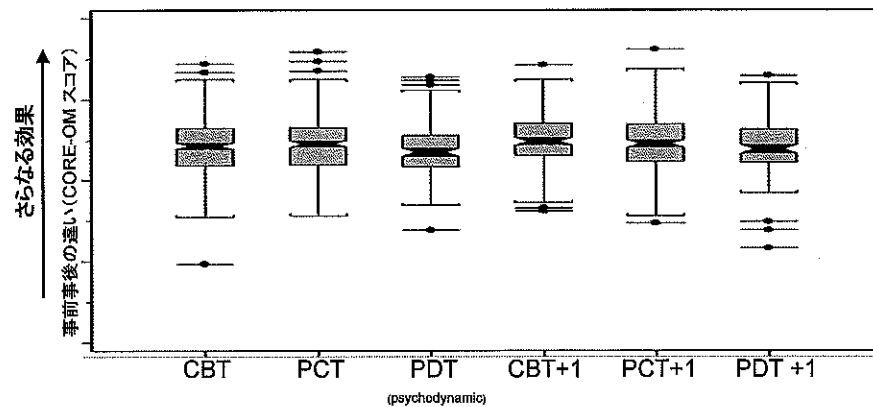 さらなる効果
事前事後の違い(CORE-OM スコア)
CBT PCT PDT CBT+1 PCT+1 PDT +1
(psychodynamic)